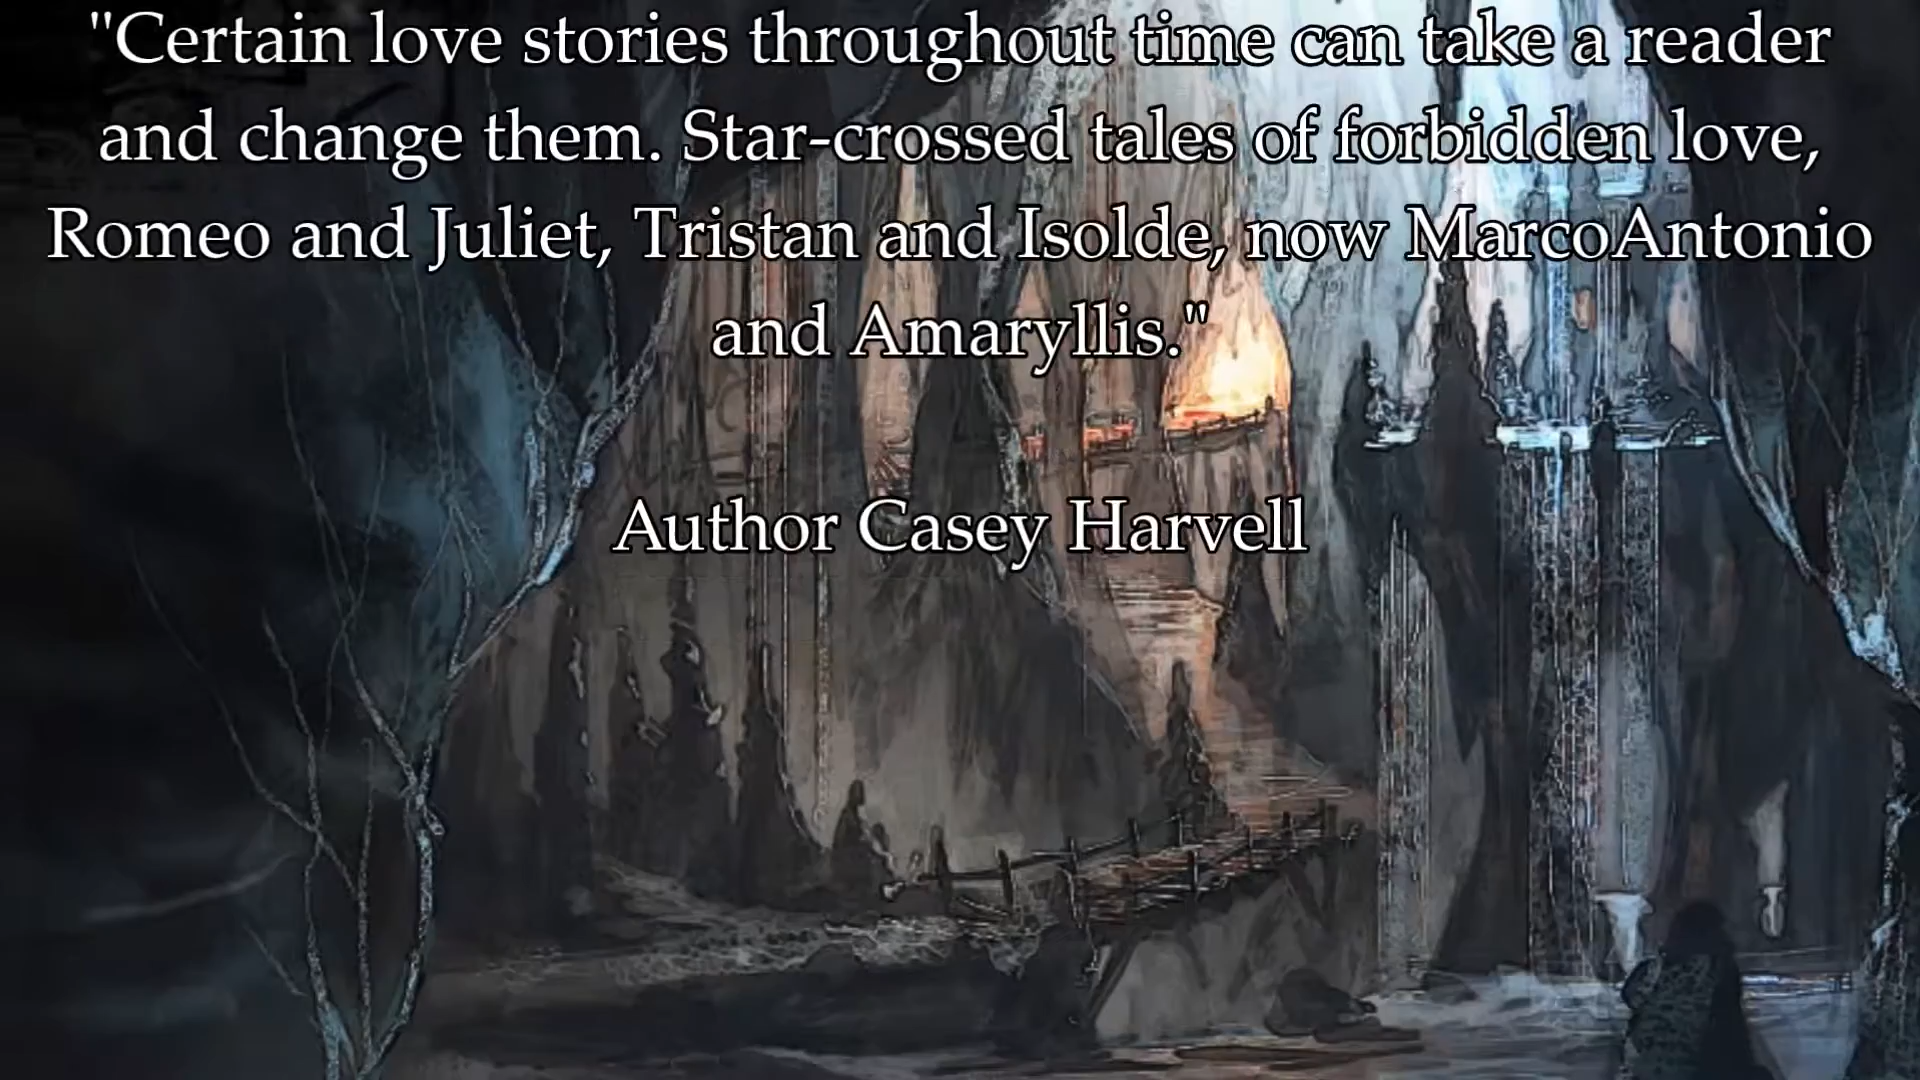 "Certain love stories throughout time can take a reader
and change them. Star-crossed tales of forbidden love,
Romeo and Juliet, Tristan and Isolde, now MarcoAntonio
and Amaryllis."
Author Casey Harvell